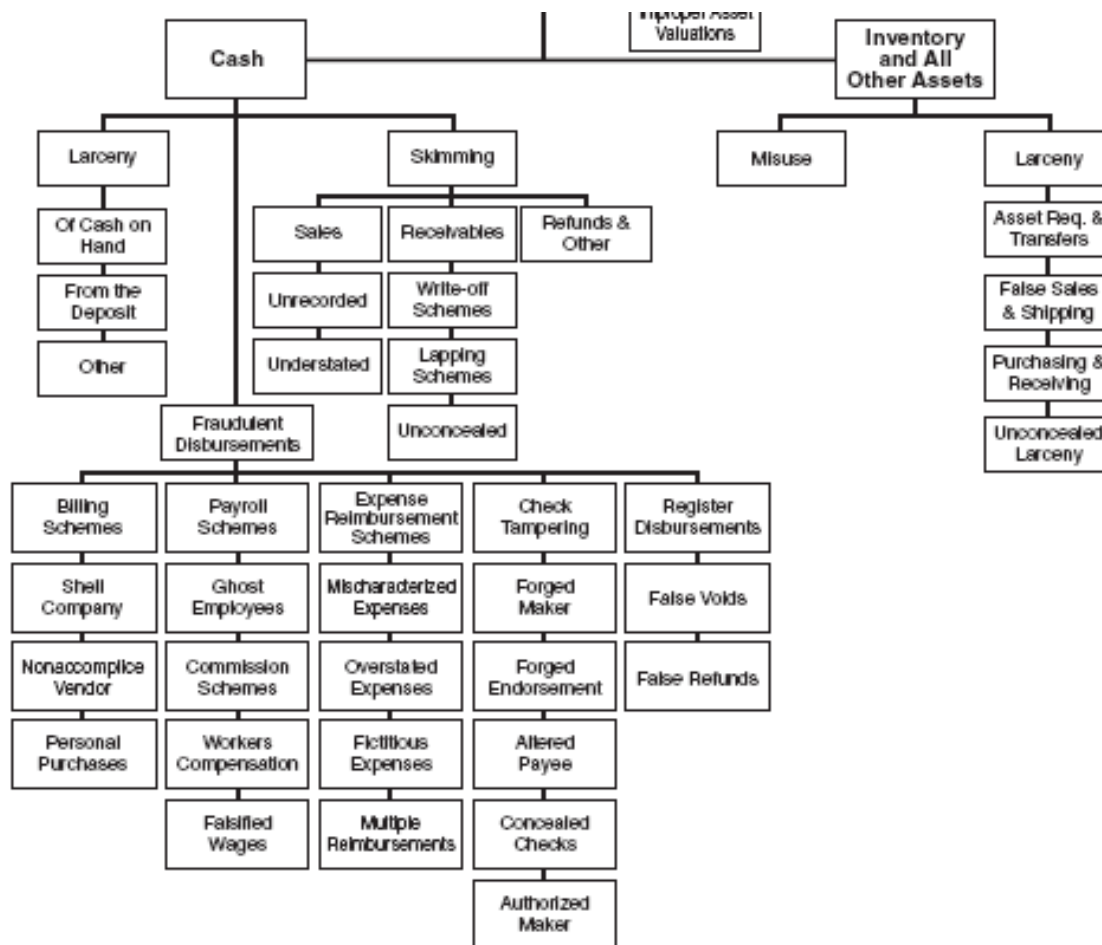 Improper Asset
Valuations
Cash
Inventory
and All
Other Assets
Larceny
Skimming
Misuse
Larceny
Of Cash on
Hand
From the
Deposit
Other
Sales
Unrecorded
Understated
Receivables
Write-off
Schemes
Lapping
Schemes
Unconcealed
Refunds &
Other
Asset Req. &
Transfers
False Sales
& Shipping
Purchasing &
Receiving
Unconcealed
Larceny
Fraudulent
Disbursements
Billing
Schemes
Shell
Company
Nonaccomplice
Vendor
Personal
Purchases
Payroll
Schemes
Ghost
Employees
Commission
Schemes
Workers
Compensation
Falsified
Wages
Expense
Reimbursement
Schemes
Mischaracterized
Expenses
Overstated
Expenses
Fictitious
Expenses
Multiple
Reimbursements
Check
Tampering
Forged
Maker
Forged
Endorsement
Altered
Payee
Concealed
Checks
Authorized
Maker
Register
Disbursements
False Voids
False Refunds